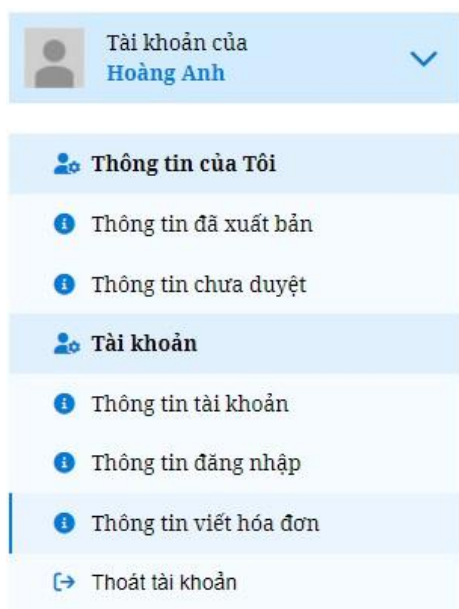 Tài khoản của
Hoàng Anh
Thông tin của Tôi
Thông tin đã xuất bản
Thông tin chưa duyệt
Tài khoản
Thông tin tài khoản
Thông tin đăng nhập
Thông tin viết hóa đơn
Thoát tài khoản